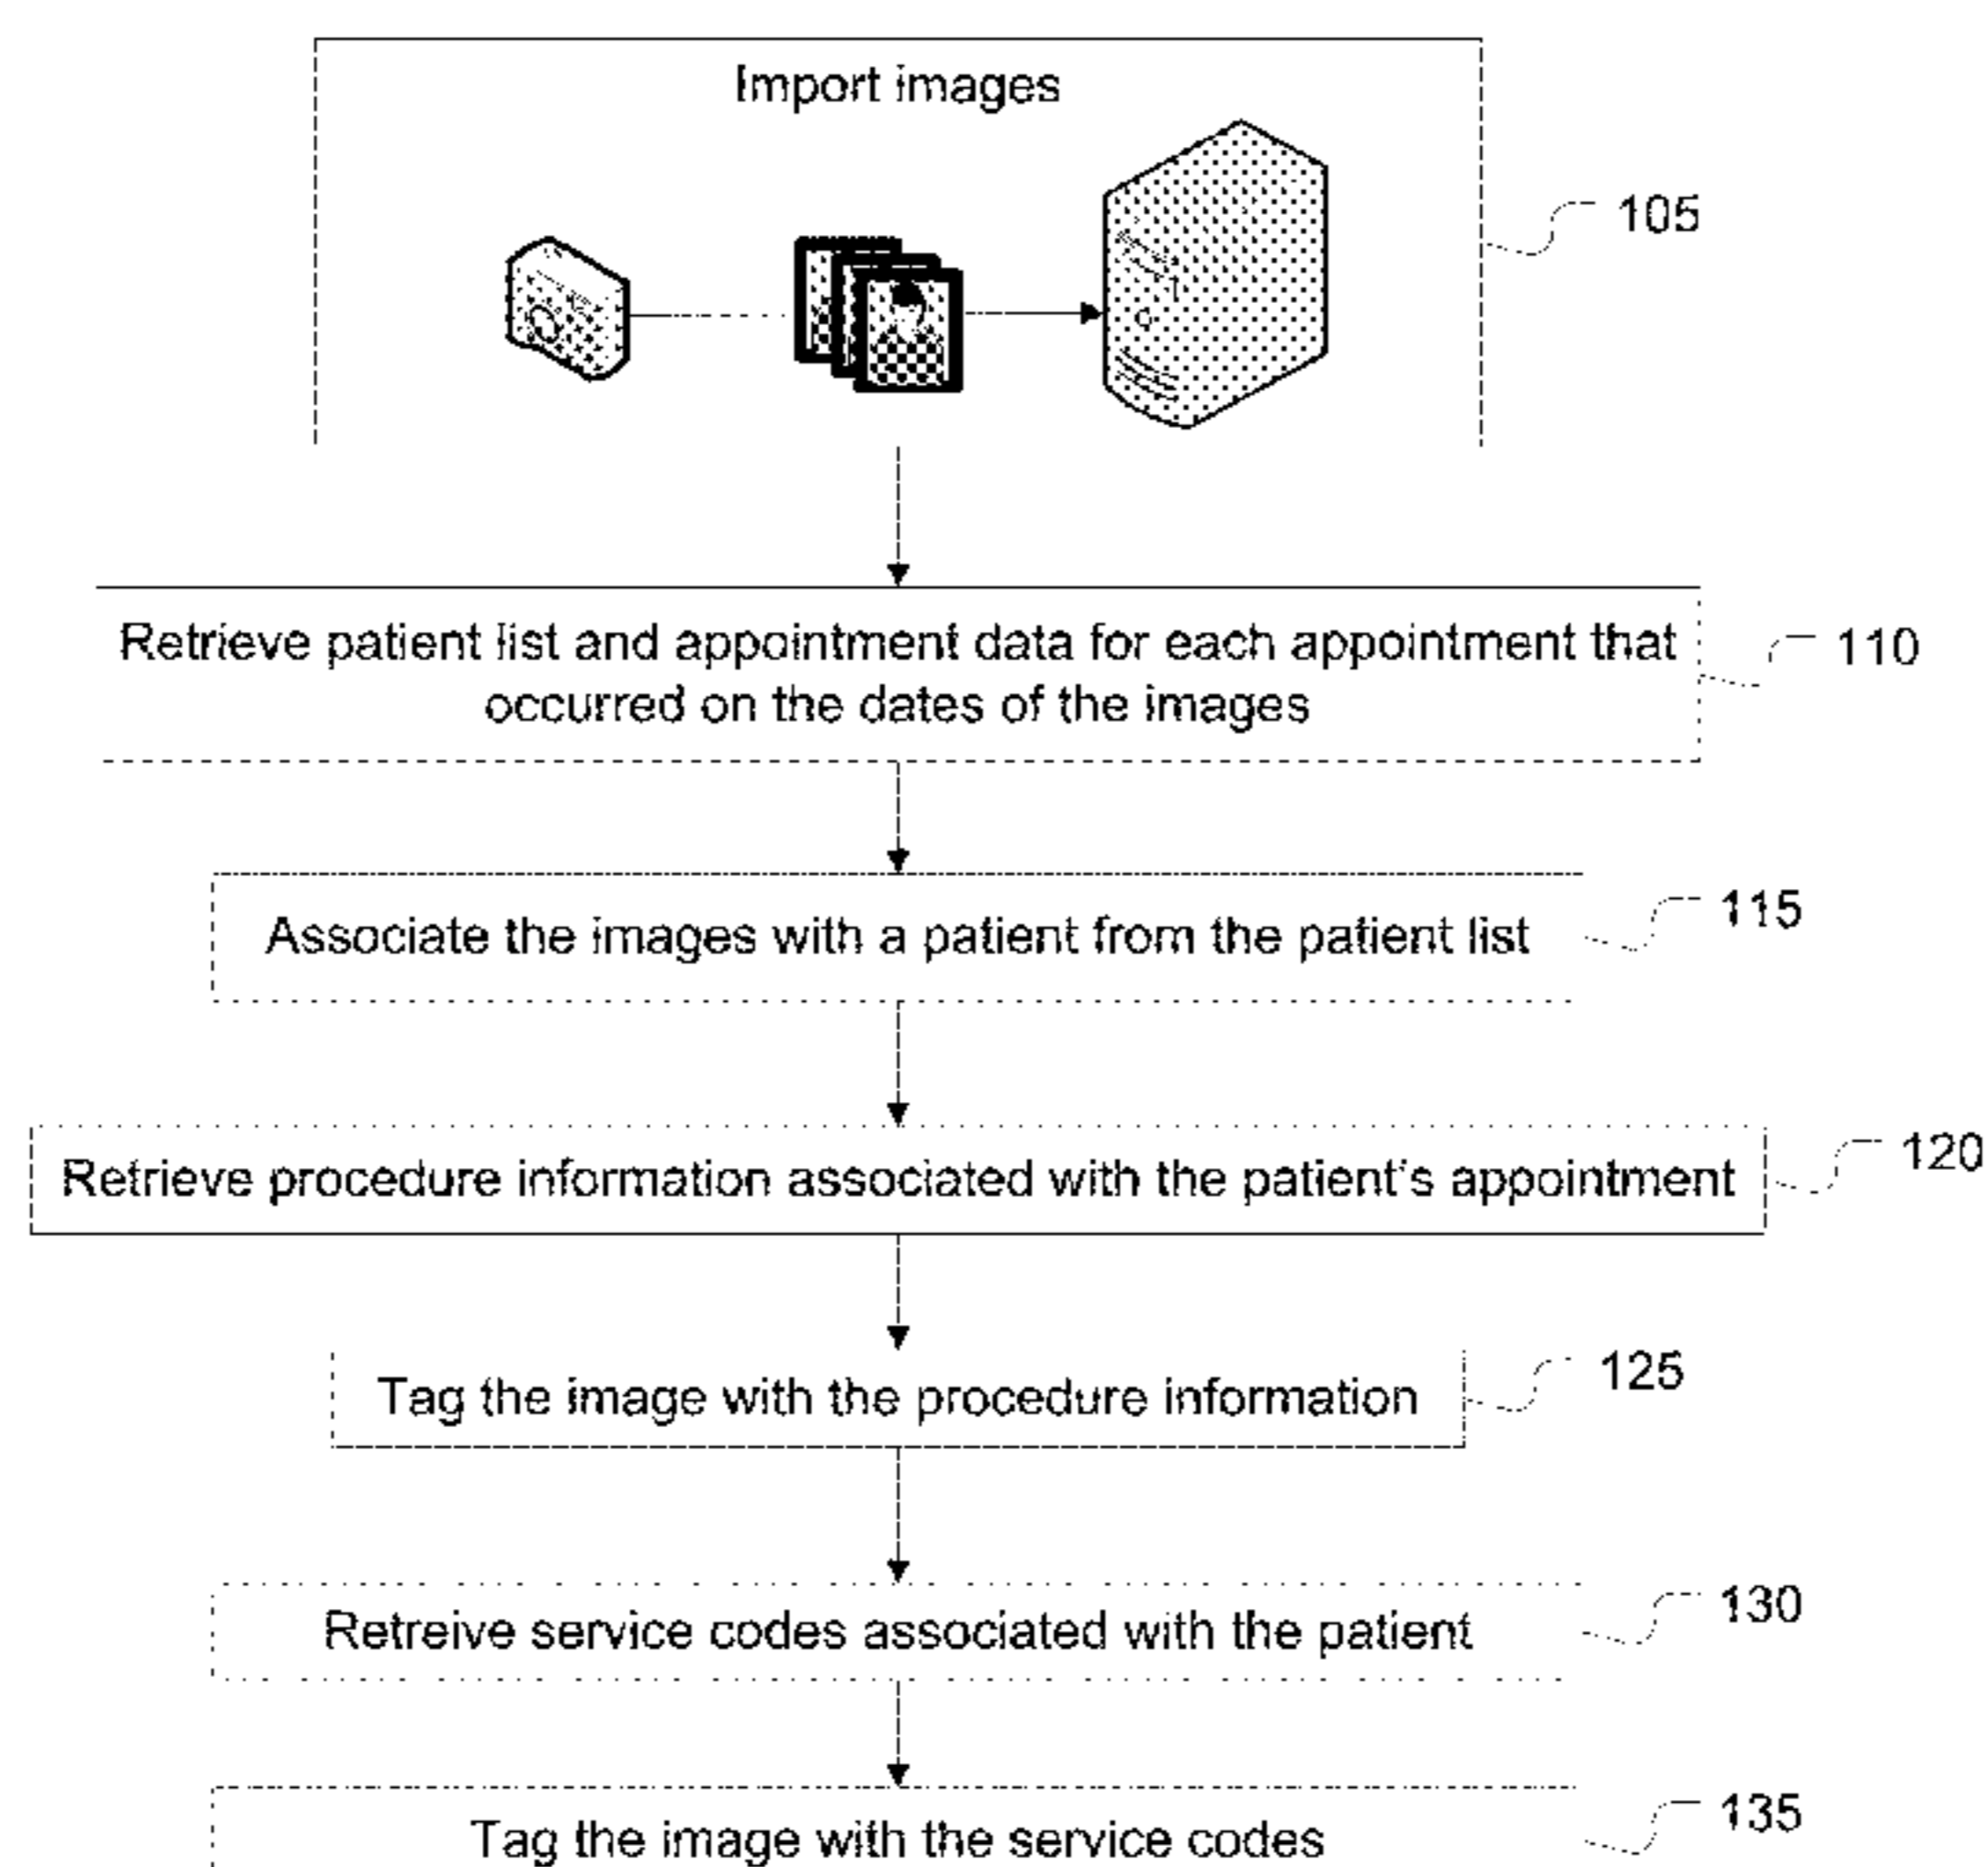 Import images
105
Retrieve patient list and appointment data for each appointment that
occurred on the dates of the images
110
Associate the images with a patient from the patient list
115
Retrieve procedure information associated with the patient's appointment
120
Tag the image with the procedure information
125
Retreive service codes associated with the patient
130
Tag the image with the service codes
135